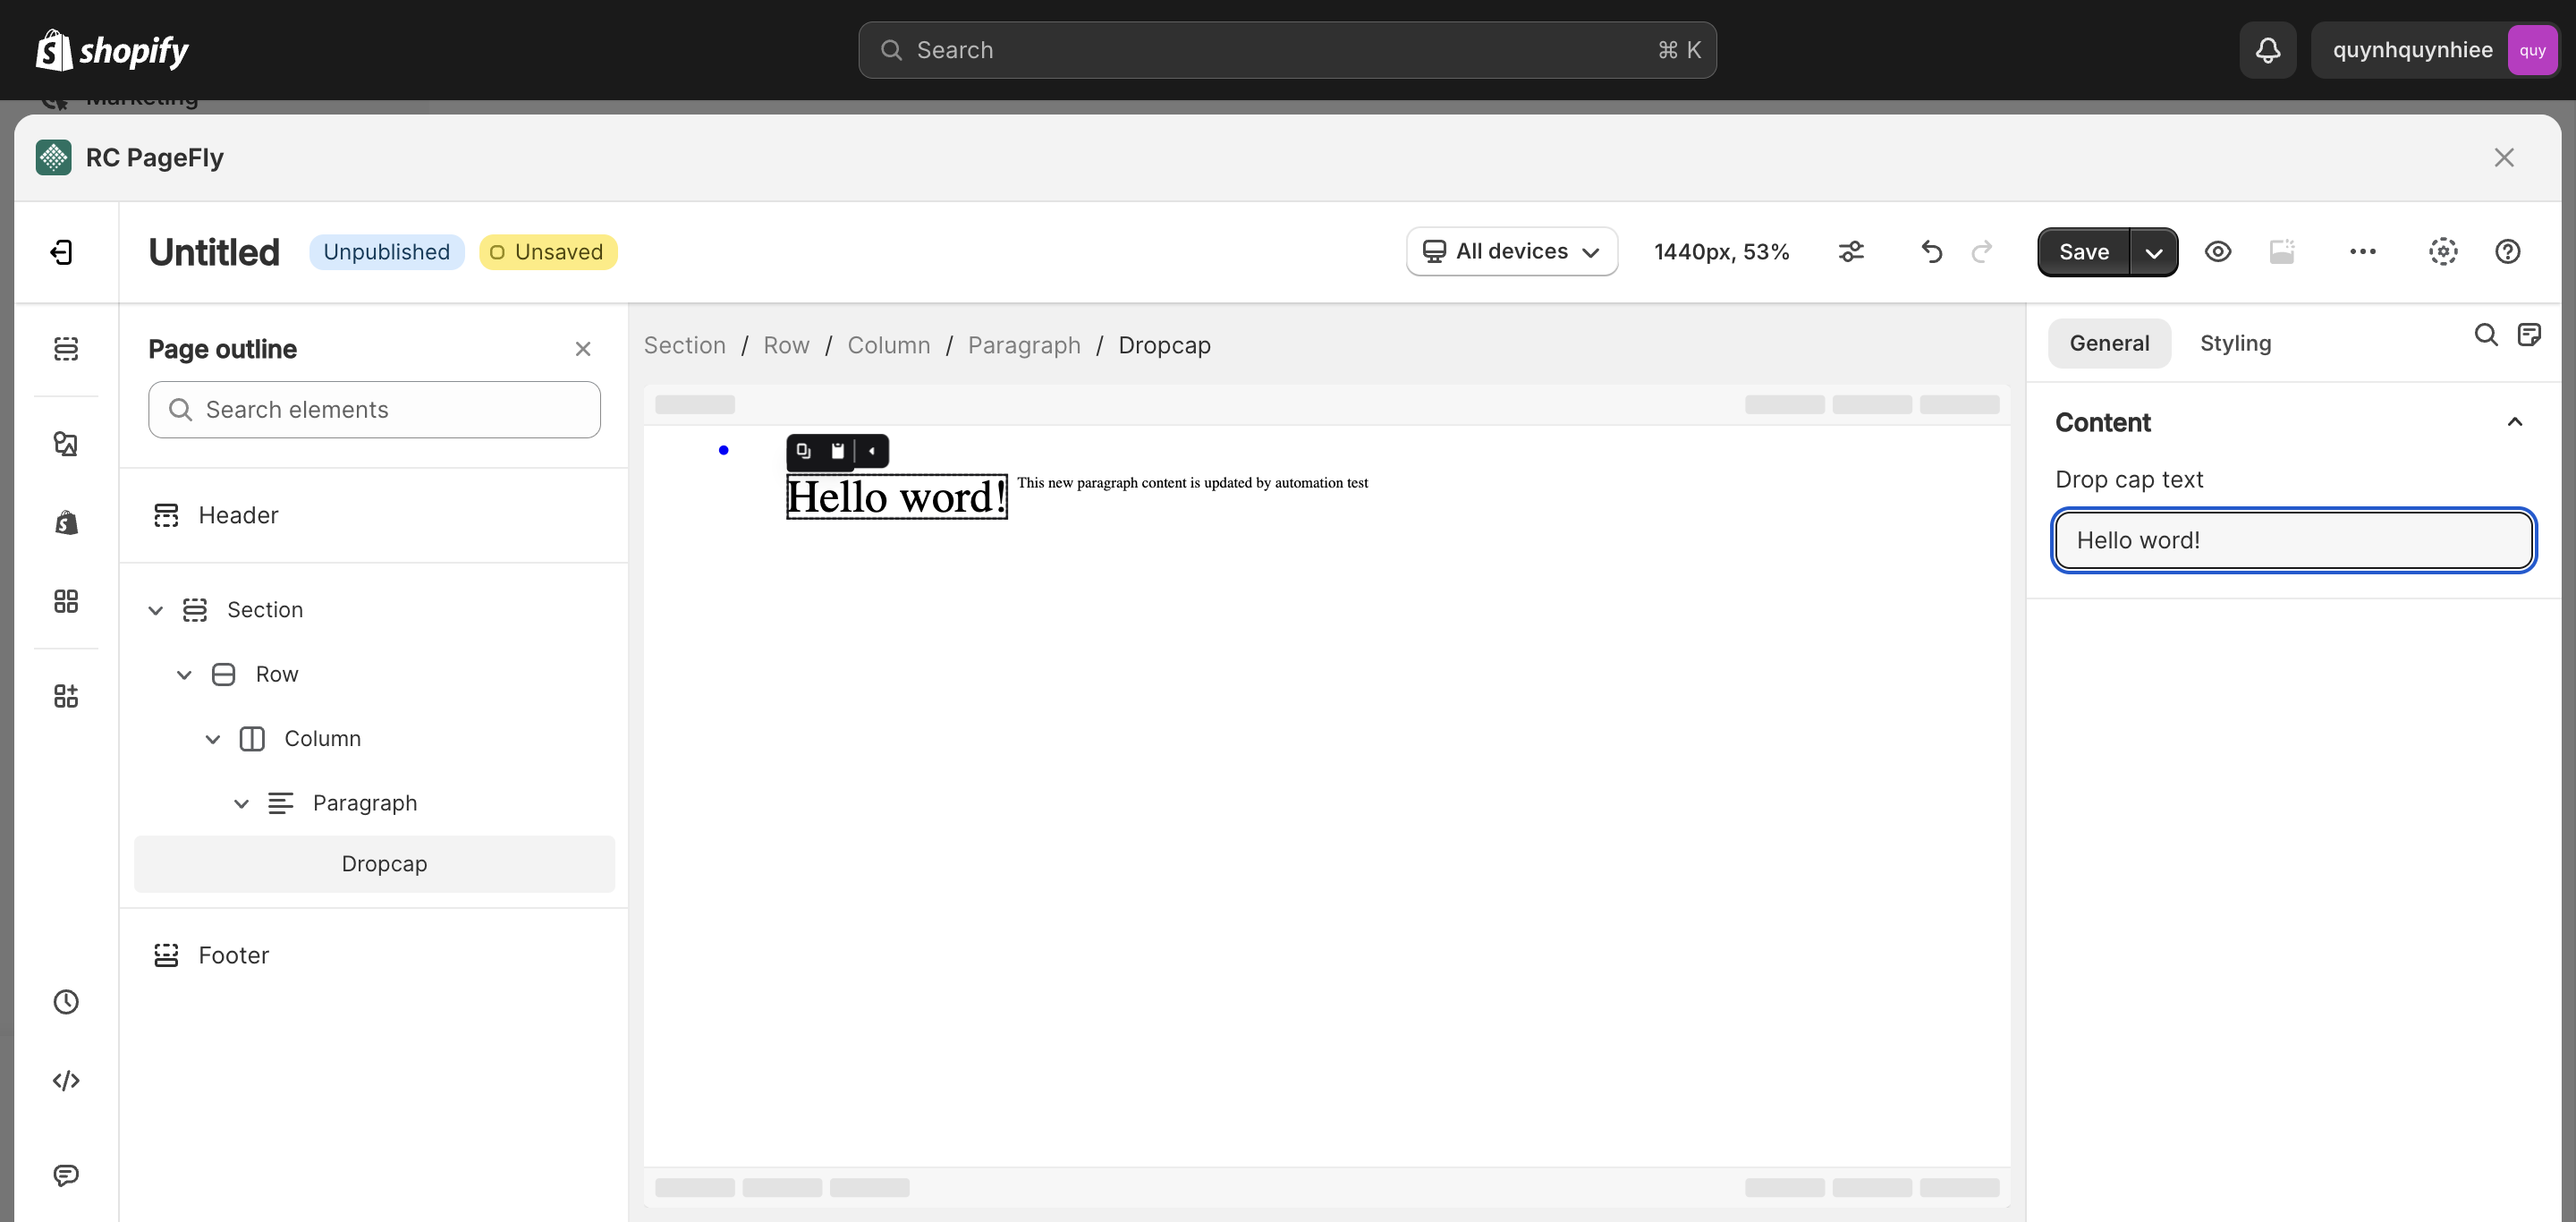 shopify
Search
⌘ K
quynhquynhiee
quy
Marketing
RC PageFly
Untitled
Unpublished
Unsaved
All devices
1440px, 53%
Save
Page outline
Search elements
Header
Section
Row
Column
Paragraph
Dropcap
Footer
Section / Row / Column / Paragraph / Dropcap
Hello word!
This new paragraph content is updated by automation test
General
Styling
Content
Drop cap text
Hello word!